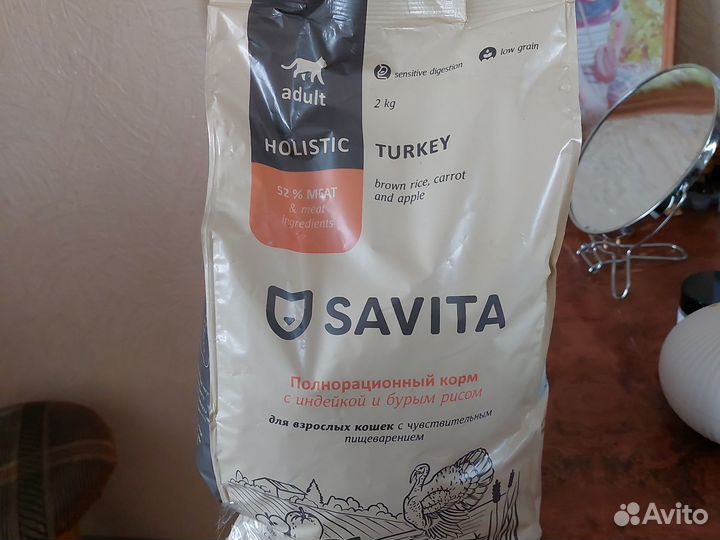 adult
HOLISTIC
52 % MEAT
& meat
ingredients
sensitive digestion
low grain
2 kg
TURKEY
brown rice, carrot
and apple
SAVITA
Полнорационный корм
с индейкой и бурым рисом
для взрослых кошек с чувствительным
пищеварением
Avito